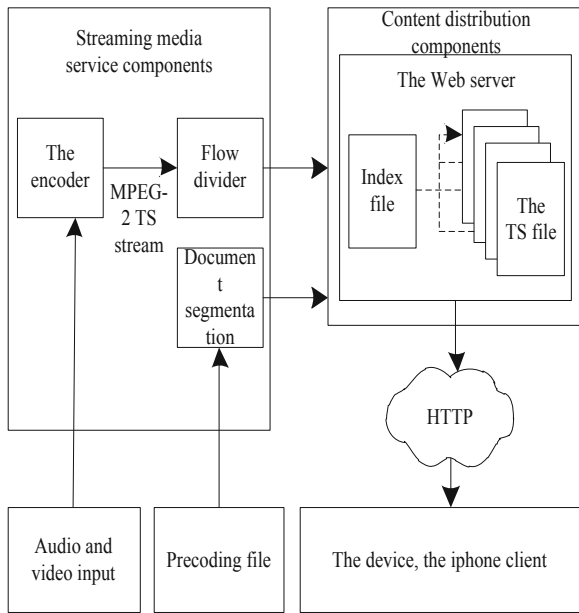 Streaming media
service components
The
encoder
MPEG-
2 TS
stream
Flow
divider
Documen
t
segmenta
tion
Content distribution
components
The Web server
Index
file
The
TS file
HTTP
Audio and
video input
Precoding file
The device, the iphone client